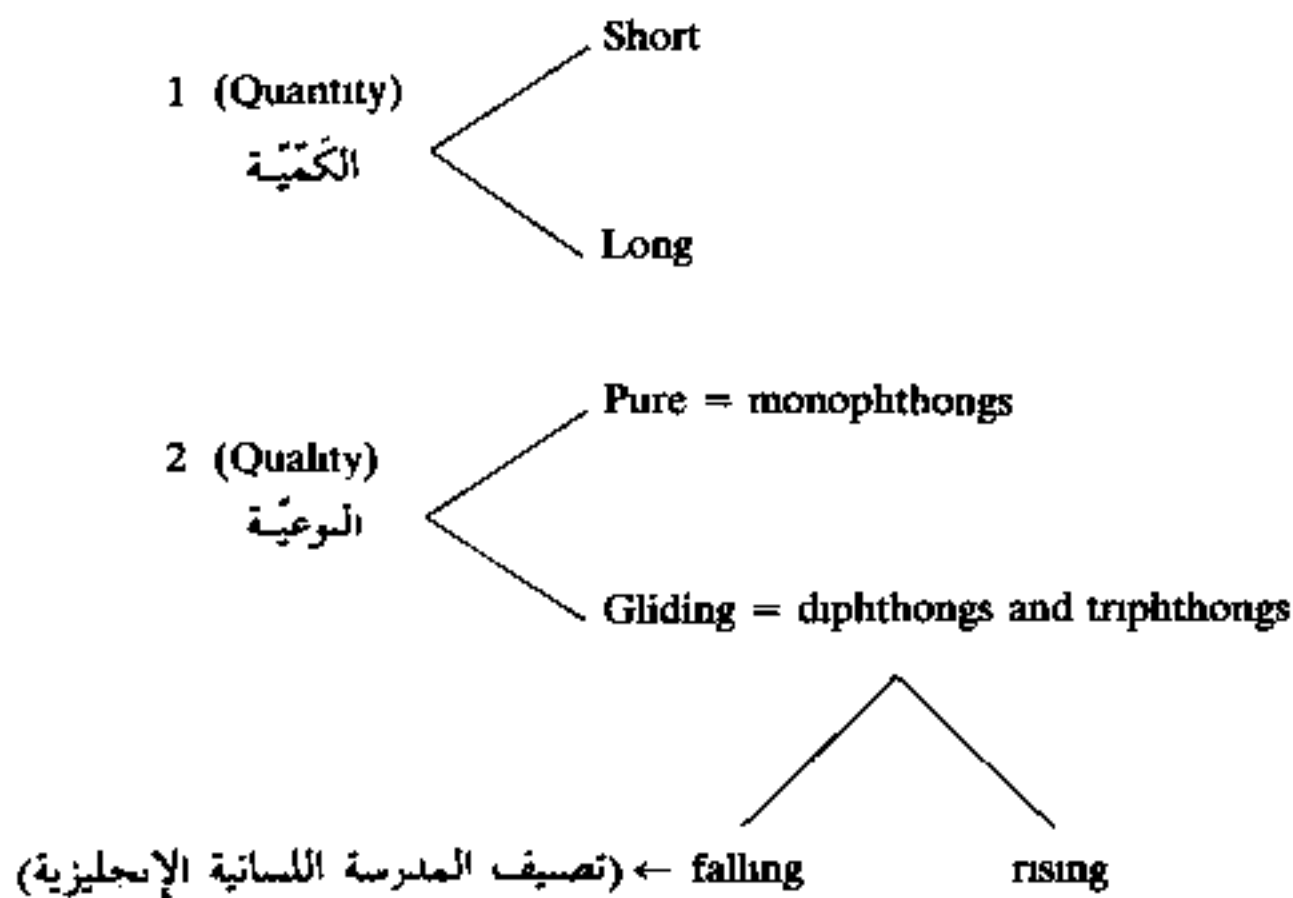 Short
1 (Quantity)
الكَمِّيَّة
Long
Pure = monophthongs
2 (Quality)
النوعيَّة
Gliding = diphthongs and triphthongs
(تصنيف المدرسة اللسانية الإنجليزية) ← falling rising